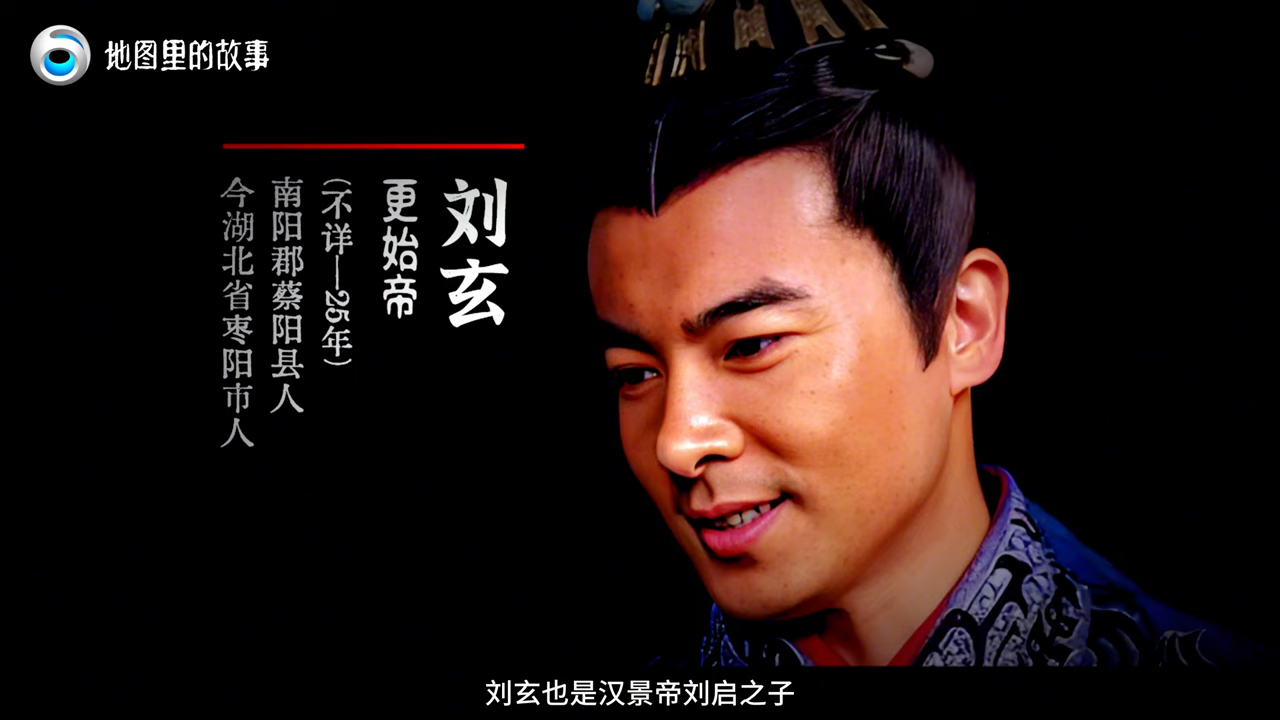 地图里的故事
刘玄
更始帝
(不详—25年)
南阳郡蔡阳县人
今湖北省枣阳市人
刘玄也是汉景帝刘启之子